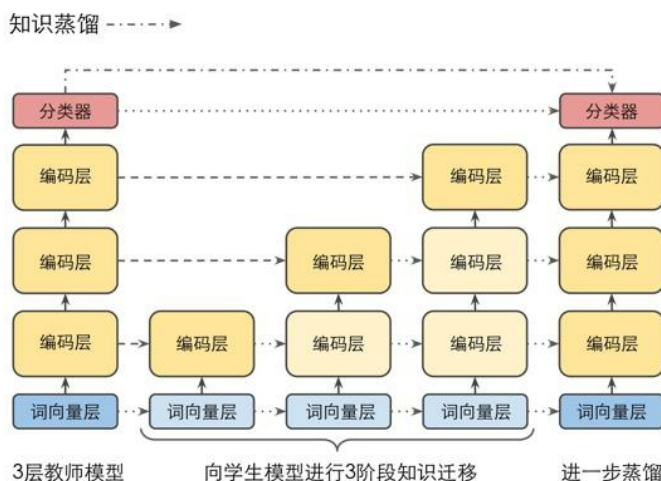 知识蒸馏
分类器 分类器
编码层 编码层 编码层
编码层 编码层 编码层 编码层
编码层 编码层 编码层 编码层 编码层
词向量层 词向量层 词向量层 词向量层 词向量层
3层教师模型 向学生模型进行3阶段知识迁移 进一步蒸馏